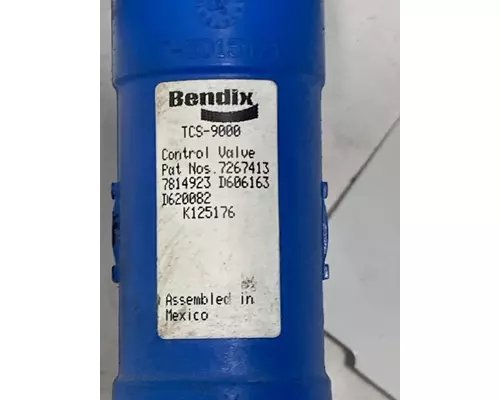 Bendix
TCS-9000
Control Valve
Pat Nos.7267413
7814923 D606163
D620082
K125176
Assembled in
Mexico